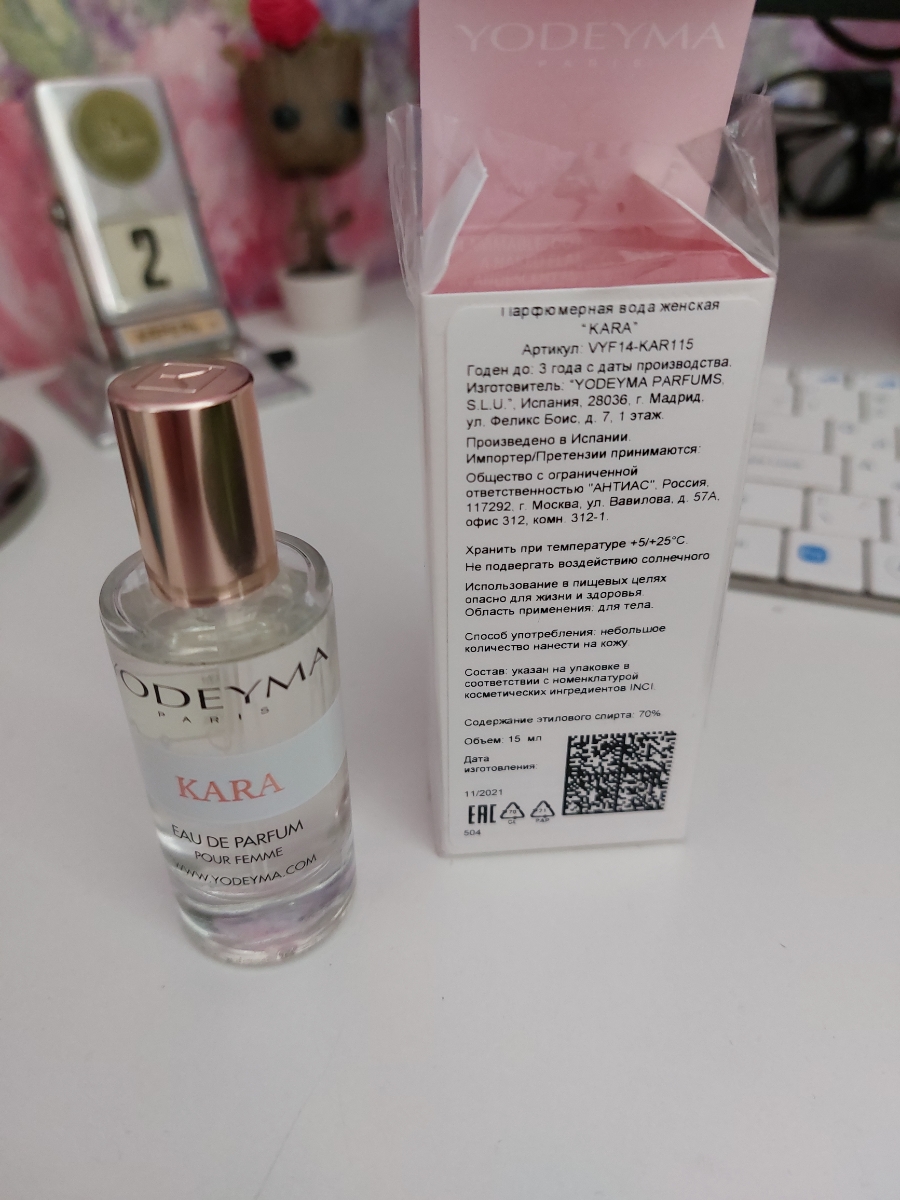 YODEYMA
PARIS
2
АПРЕЛЬ
Парфюмерная вода женская
"KARA"
Артикул: VYF14-KAR115
Годен до: 3 года с даты производства.
Изготовитель: "YODEYMA PARFUMS,
S.L.U.", Испания, 28036, г. Мадрид,
ул. Феликс Боис, д. 7, 1 этаж.
Произведено в Испании.
Импортер/Претензии принимаются:
Общество с ограниченной
ответственностью "АНТИАС". Россия,
117292, г. Москва, ул. Вавилова, д. 57А,
офис 312, комн. 312-1.
Хранить при температуре +5/+25°C.
Не подвергать воздействию солнечного
Использование в пищевых целях
опасно для жизни и здоровья.
Область применения: для тела.
Способ употребления: небольшое
количество нанести на кожу.
Состав: указан на упаковке в
соответствии с номенклатурой
косметических ингредиентов INCI.
Содержание этилового спирта: 70%
Объем: 15 мл
Дата
изготовления:
11/2021
EAC
504
YODEYMA
PARIS
KARA
EAU DE PARFUM
POUR FEMME
WWW.YODEYMA.COM